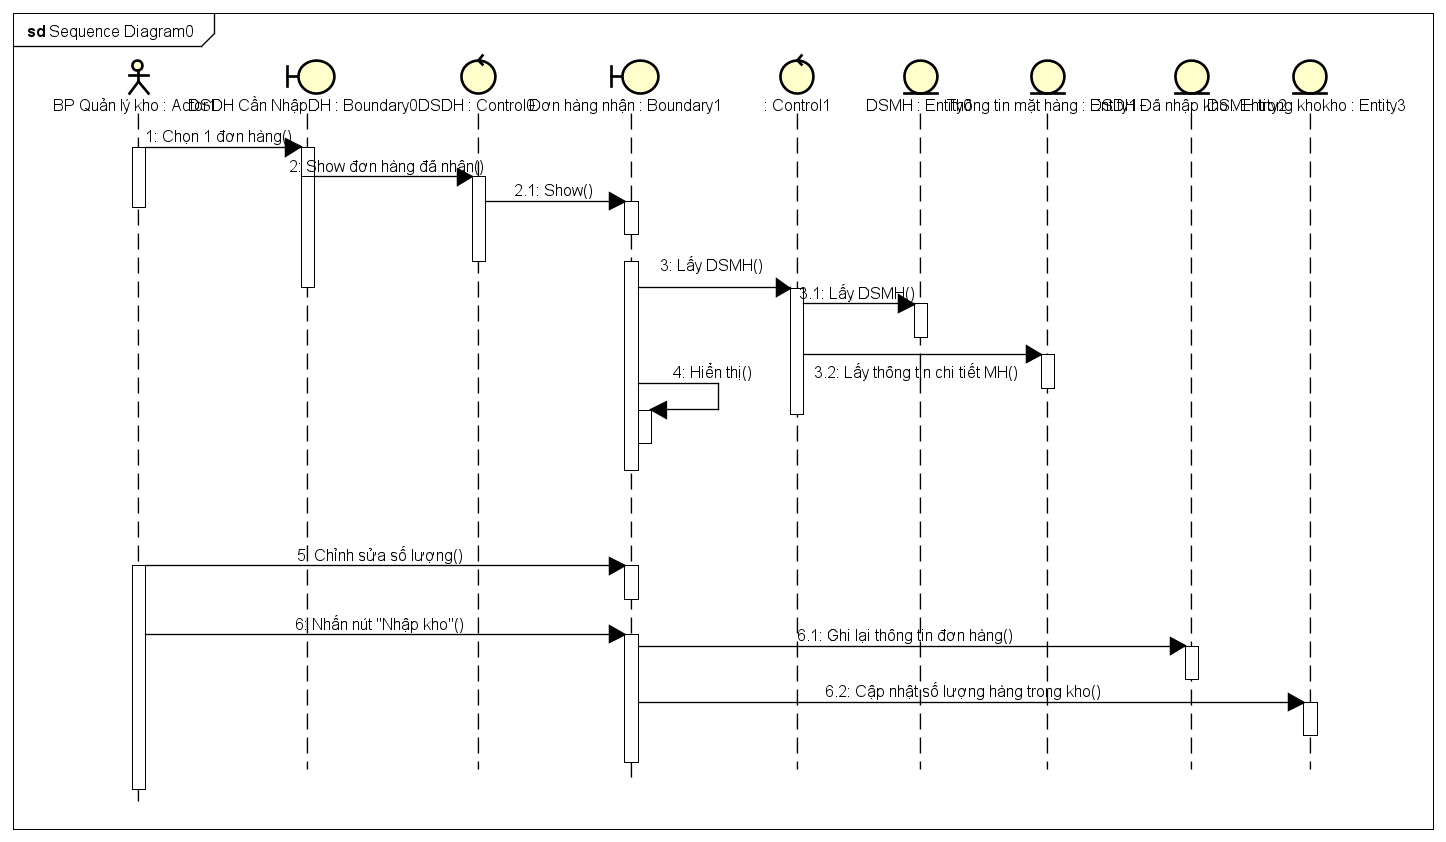 sd Sequence Diagram0
BP Quản lý kho : Actor1
DSDH Cần NhậpDH : Boundary0
DSDH : Control0
Đơn hàng nhận : Boundary1
: Control1
DSMH : Entity0
Thông tin mặt hàng : Entity1
DSDH Đã nhập kho : Entity2
DSMH trong khokho : Entity3
1: Chọn 1 đơn hàng()
2: Show đơn hàng đã nhận()
2.1: Show()
3: Lấy DSMH()
3.1: Lấy DSMH()
3.2: Lấy thông tin chi tiết MH()
4: Hiển thị()
5: Chỉnh sửa số lượng()
6: Nhấn nút "Nhập kho"()
6.1: Ghi lại thông tin đơn hàng()
6.2: Cập nhật số lượng hàng trong kho()